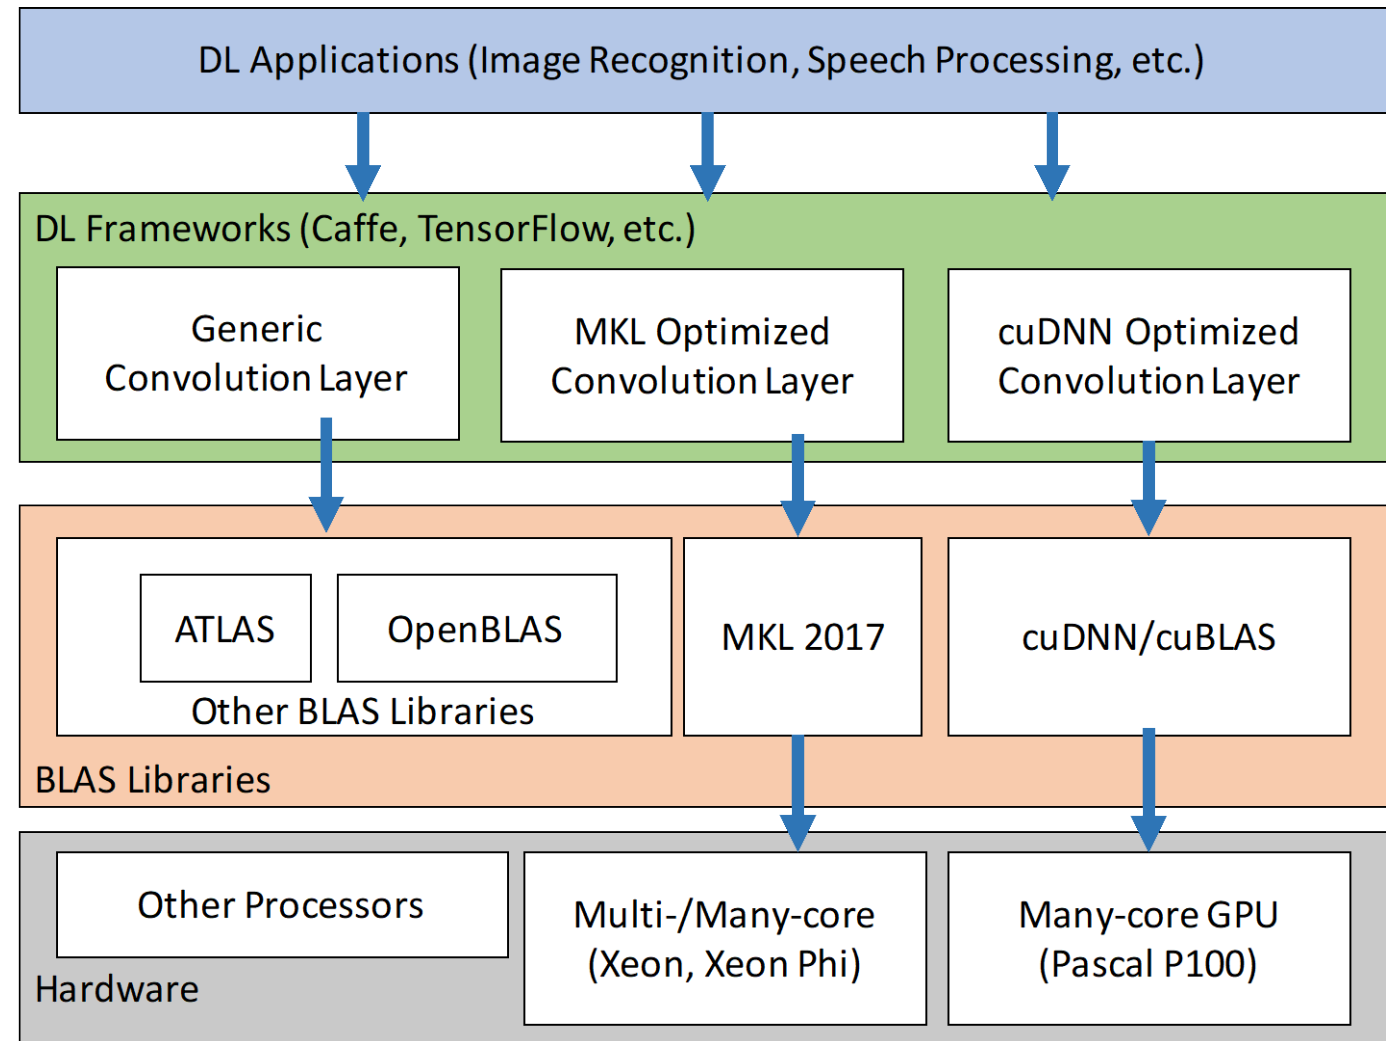 DL Applications (Image Recognition, Speech Processing, etc.)
DL Frameworks (Caffe, TensorFlow, etc.)
Generic
Convolution Layer
MKL Optimized
Convolution Layer
cuDNN Optimized
Convolution Layer
ATLAS
OpenBLAS
Other BLAS Libraries
MKL 2017
cuDNN/cuBLAS
BLAS Libraries
Other Processors
Multi-/Many-core
(Xeon, Xeon Phi)
Many-core GPU
(Pascal P100)
Hardware